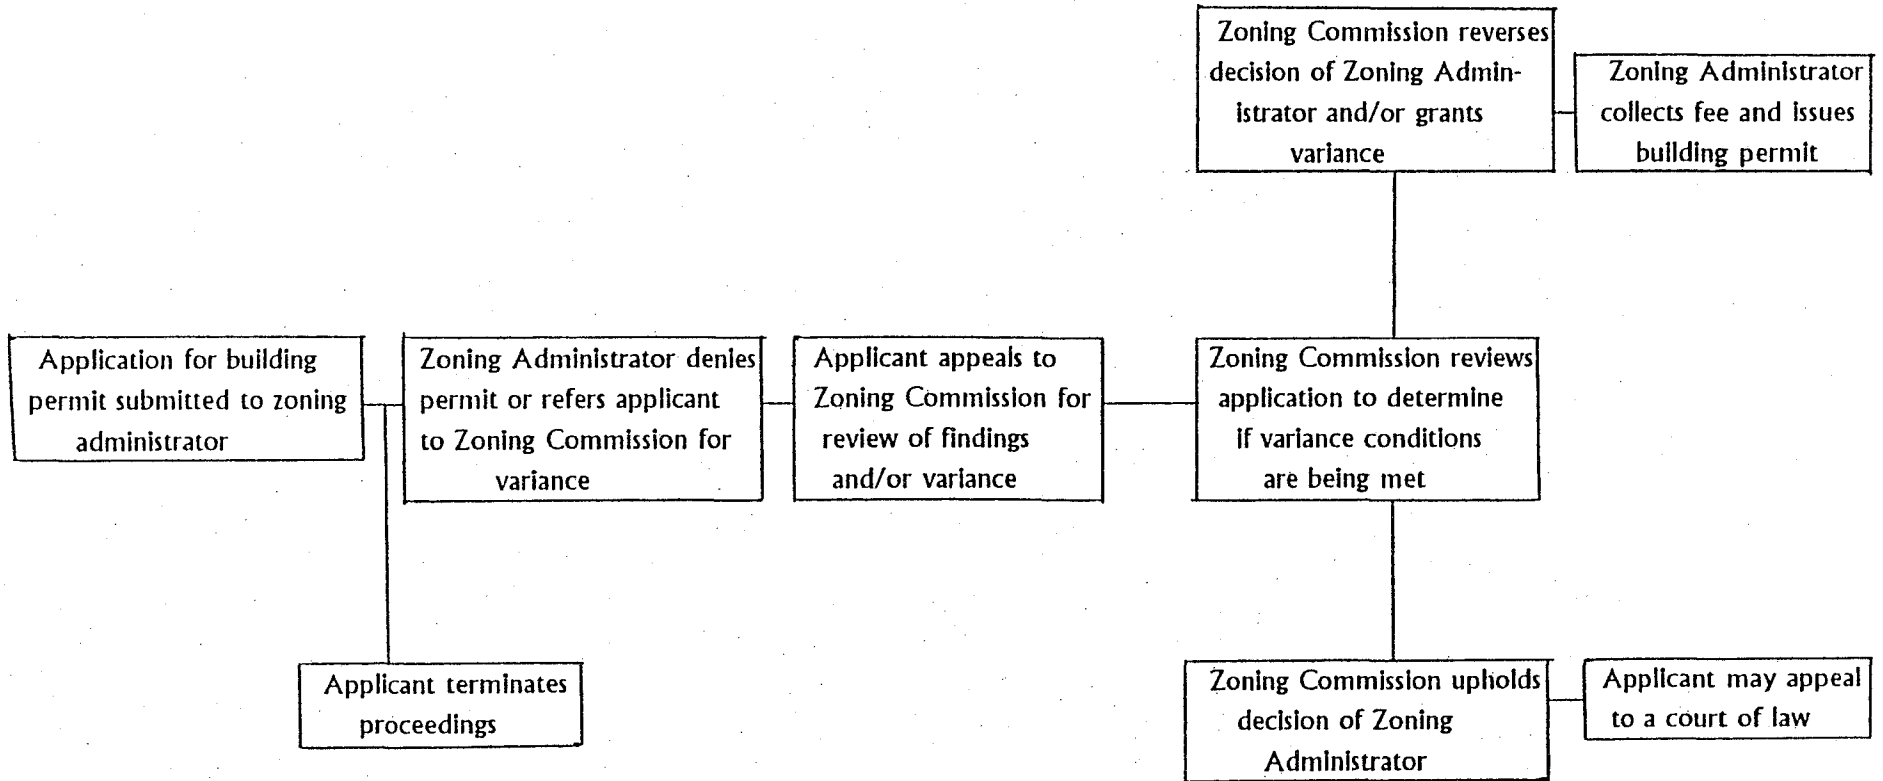 Zoning Commission reverses
decision of Zoning Admin-
istrator and/or grants
variance
Zoning Administrator
collects fee and issues
building permit
Application for building
permit submitted to zoning
administrator
Zoning Administrator denies
permit or refers applicant
to Zoning Commission for
variance
Applicant appeals to
Zoning Commission for
review of findings
and/or variance
Zoning Commission reviews
application to determine
if variance conditions
are being met
Applicant terminates
proceedings
Zoning Commission upholds
decision of Zoning
Administrator
Applicant may appeal
to a court of law